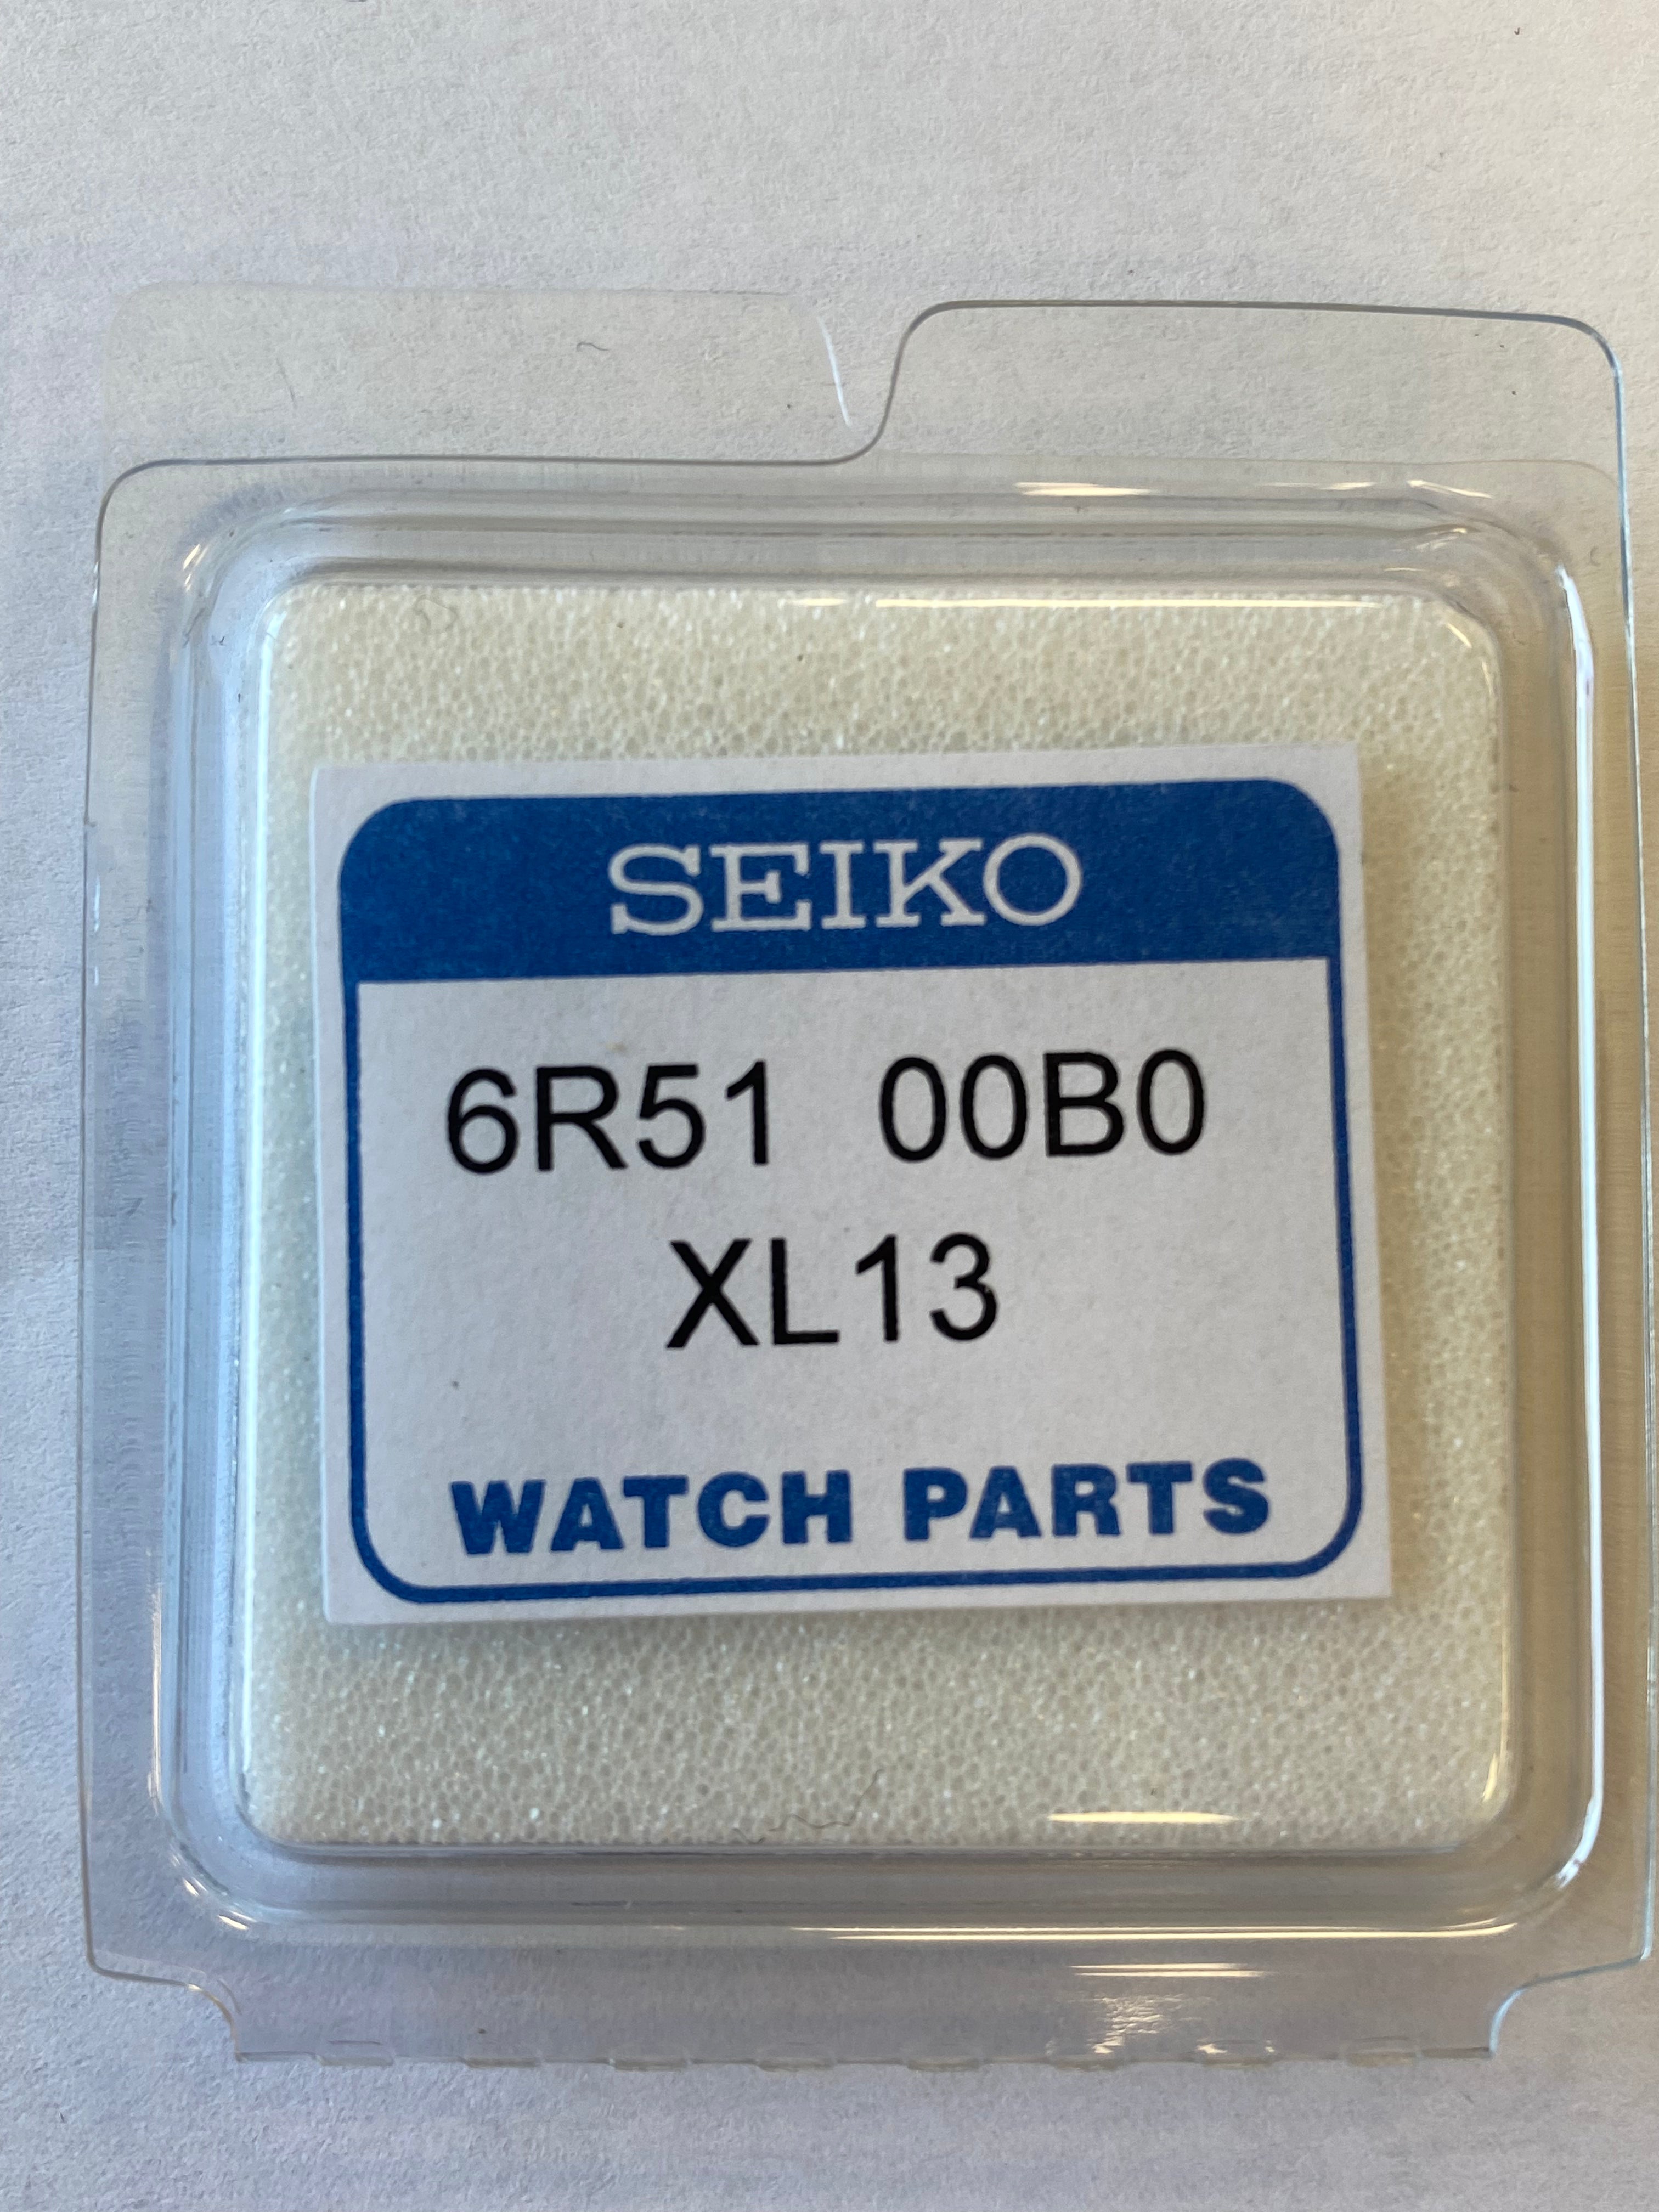 SEIKO
6R51 00B0
XL13
WATCH PARTS